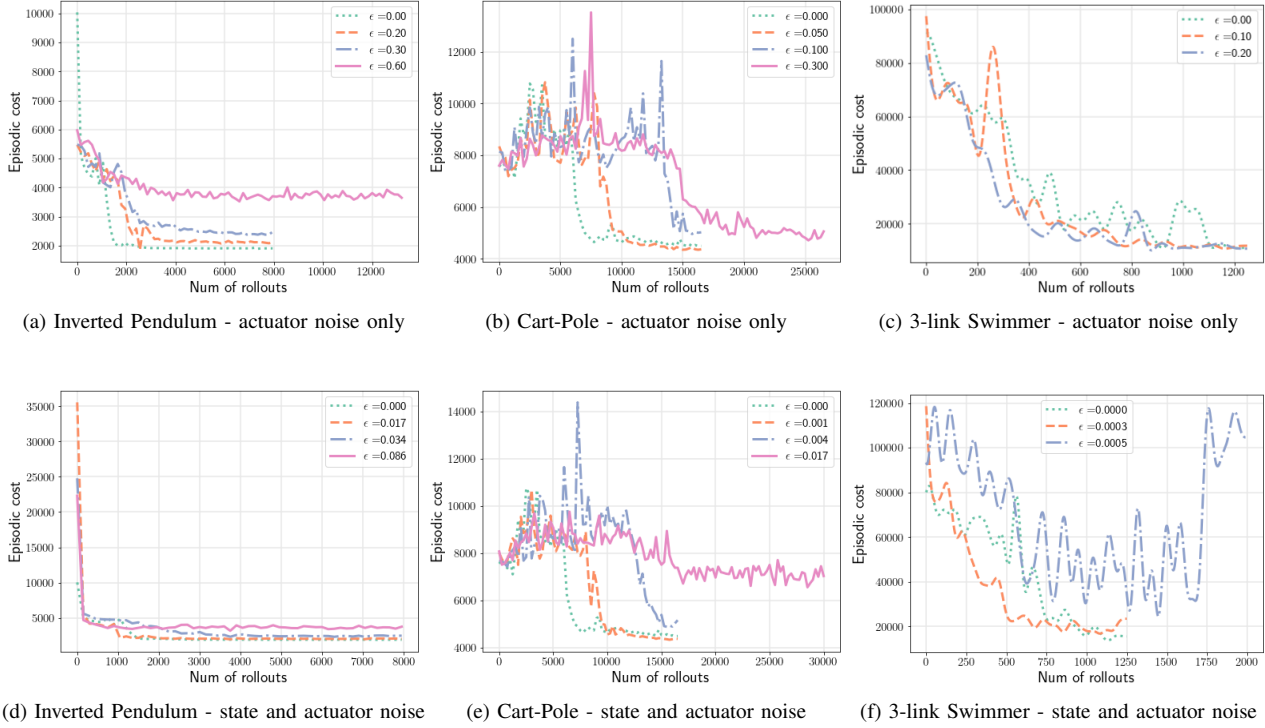 10000
9000
8000
7000
6000
5000
4000
3000
2000
Episodic cost
0 2000 4000 6000 8000 10000 12000
Num of rollouts
ϵ =0.00
ϵ =0.20
ϵ =0.30
ϵ =0.60
(a) Inverted Pendulum - actuator noise only
12000
10000
8000
6000
4000
Episodic cost
0 5000 10000 15000 20000 25000
Num of rollouts
ϵ =0.000
ϵ =0.050
ϵ =0.100
ϵ =0.300
(b) Cart-Pole - actuator noise only
100000
80000
60000
40000
20000
Episodic cost
0 200 400 600 800 1000 1200
Num of rollouts
ϵ =0.00
ϵ =0.10
ϵ =0.20
(c) 3-link Swimmer - actuator noise only
35000
30000
25000
20000
15000
10000
5000
Episodic cost
0 1000 2000 3000 4000 5000 6000 7000 8000
Num of rollouts
ϵ =0.000
ϵ =0.017
ϵ =0.034
ϵ =0.086
(d) Inverted Pendulum - state and actuator noise
14000
12000
10000
8000
6000
4000
Episodic cost
0 5000 10000 15000 20000 25000 30000
Num of rollouts
ϵ =0.000
ϵ =0.001
ϵ =0.004
ϵ =0.017
(e) Cart-Pole - state and actuator noise
120000
100000
80000
60000
40000
20000
Episodic cost
0 250 500 750 1000 1250 1500 1750 2000
Num of rollouts
ϵ =0.0000
ϵ =0.0003
ϵ =0.0005
(f) 3-link Swimmer - state and actuator noise